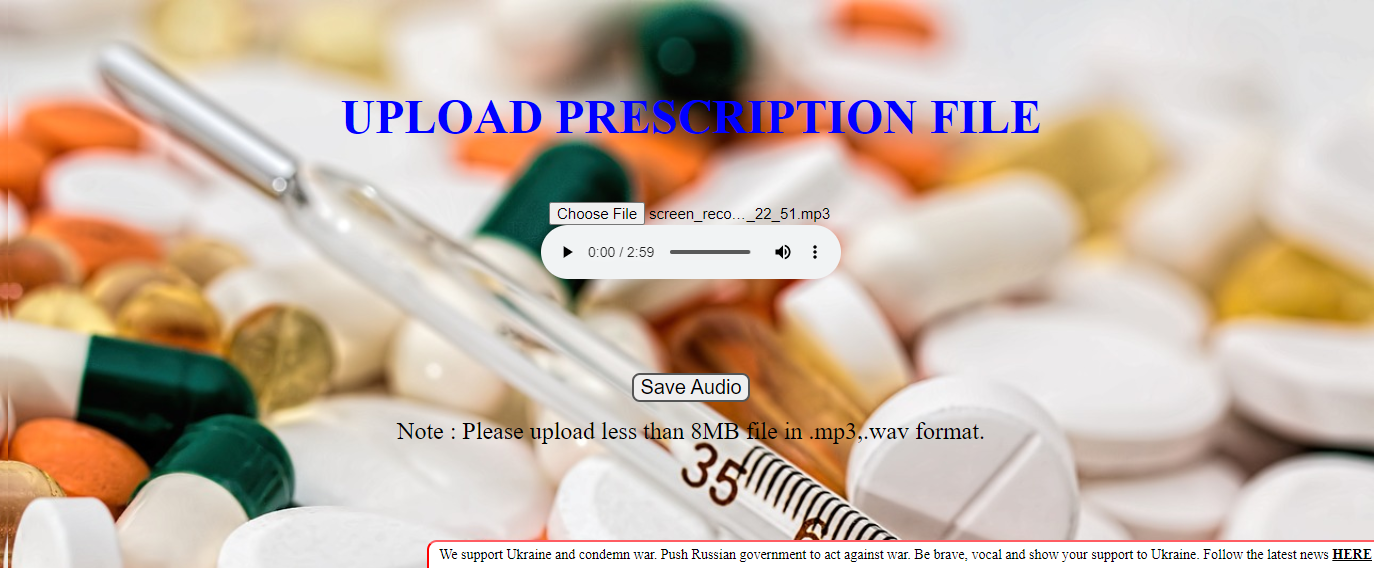 UPLOAD PRESCRIPTION FILE
Choose File screen_reco…_22_51.mp3
0:00 / 2:59
Save Audio
Note : Please upload less than 8MB file in .mp3,.wav format.
35
We support Ukraine and condemn war. Push Russian government to act against war. Be brave, vocal and show your support to Ukraine. Follow the latest news HERE